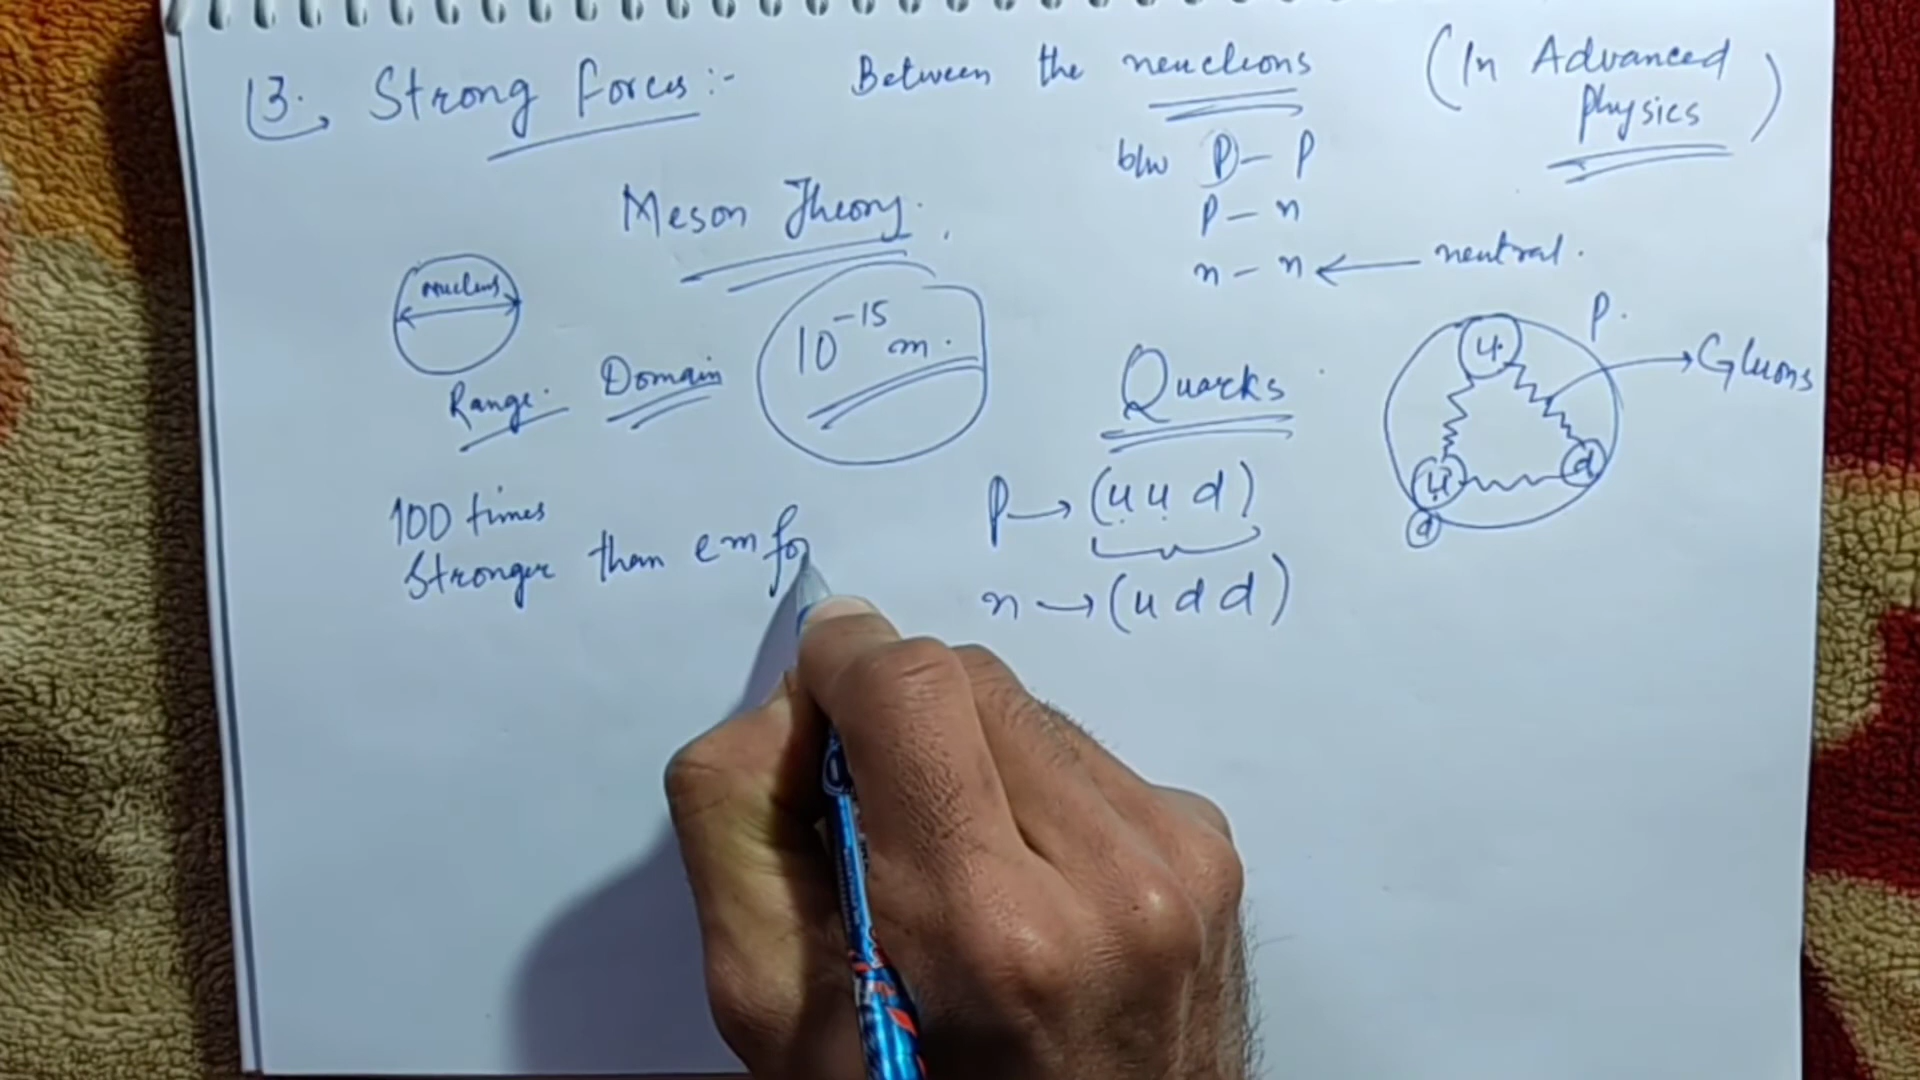 3. Strong Forces :- Between the neucleons (In Advanced
Physics)
b/w P - P
Meson Theory.
P - n
n - n ← neutral.
nucleus
10⁻¹⁵ m.
P.
u
Gluons
Range. Domain
Quarks
u d
d
100 times
Stronger than em fo
P → (u u d)
n → (u d d)